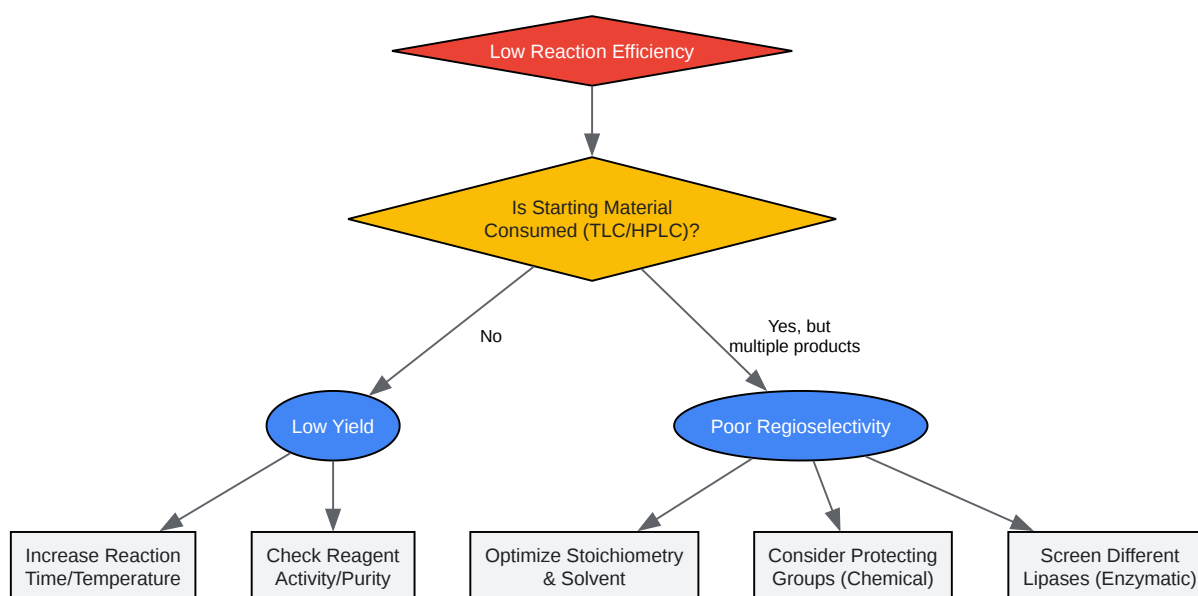 Low Reaction Efficiency
Is Starting Material
Consumed (TLC/HPLC)?
No
Yes, but
multiple products
Low Yield
Poor Regioselectivity
Increase Reaction
Time/Temperature
Check Reagent
Activity/Purity
Optimize Stoichiometry
& Solvent
Consider Protecting
Groups (Chemical)
Screen Different
Lipases (Enzymatic)